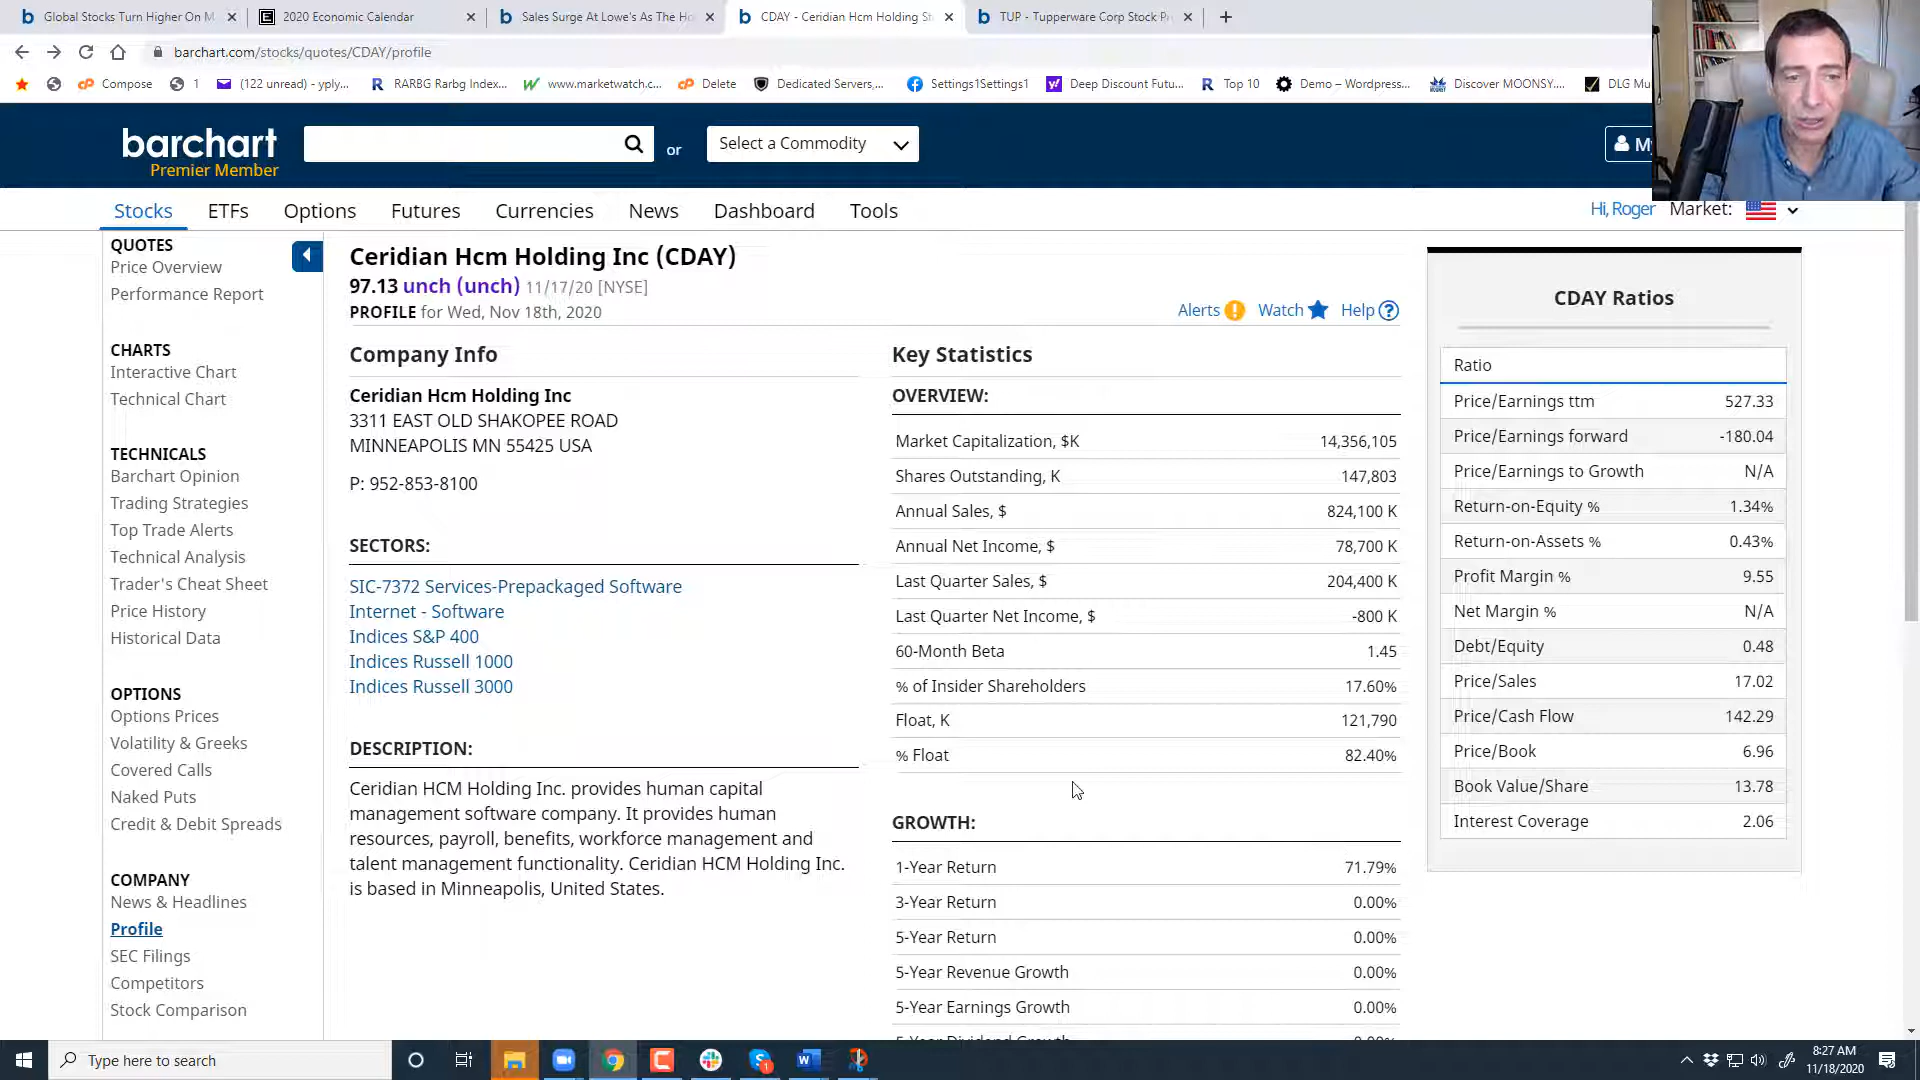 Global Stocks Turn Higher On M
2020 Economic Calendar
Sales Surge At Lowe's As The Ho
CDAY - Ceridian Hcm Holding St
TUP - Tupperware Corp Stock Pr
barchart.com/stocks/quotes/CDAY/profile
Compose
1
(122 unread) - yply...
RARBG Rarbg Index...
www.marketwatch.c...
Delete
Dedicated Servers,...
Settings1Settings1
Deep Discount Futu...
Top 10
Demo – Wordpress...
Discover MOONSY....
DLG Mu
barchart
Premier Member
or
Select a Commodity
My
Stocks
ETFs
Options
Futures
Currencies
News
Dashboard
Tools
Hi, Roger
Market:
QUOTES
Price Overview
Performance Report
CHARTS
Interactive Chart
Technical Chart
TECHNICALS
Barchart Opinion
Trading Strategies
Top Trade Alerts
Technical Analysis
Trader's Cheat Sheet
Price History
Historical Data
OPTIONS
Options Prices
Volatility & Greeks
Covered Calls
Naked Puts
Credit & Debit Spreads
COMPANY
News & Headlines
Profile
SEC Filings
Competitors
Stock Comparison
Ceridian Hcm Holding Inc (CDAY)
97.13 unch (unch) 11/17/20 [NYSE]
PROFILE for Wed, Nov 18th, 2020
Alerts
Watch
Help
Company Info
Ceridian Hcm Holding Inc
3311 EAST OLD SHAKOPEE ROAD
MINNEAPOLIS MN 55425 USA
P: 952-853-8100
SECTORS:
SIC-7372 Services-Prepackaged Software
Internet - Software
Indices S&P 400
Indices Russell 1000
Indices Russell 3000
DESCRIPTION:
Ceridian HCM Holding Inc. provides human capital
management software company. It provides human
resources, payroll, benefits, workforce management and
talent management functionality. Ceridian HCM Holding Inc.
is based in Minneapolis, United States.
Key Statistics
OVERVIEW:
Market Capitalization, $K 14,356,105
Shares Outstanding, K 147,803
Annual Sales, $ 824,100 K
Annual Net Income, $ 78,700 K
Last Quarter Sales, $ 204,400 K
Last Quarter Net Income, $ -800 K
60-Month Beta 1.45
% of Insider Shareholders 17.60%
Float, K 121,790
% Float 82.40%
GROWTH:
1-Year Return 71.79%
3-Year Return 0.00%
5-Year Return 0.00%
5-Year Revenue Growth 0.00%
5-Year Earnings Growth 0.00%
5-Year Dividend Growth 0.00%
CDAY Ratios
Ratio
Price/Earnings ttm 527.33
Price/Earnings forward -180.04
Price/Earnings to Growth N/A
Return-on-Equity % 1.34%
Return-on-Assets % 0.43%
Profit Margin % 9.55
Net Margin % N/A
Debt/Equity 0.48
Price/Sales 17.02
Price/Cash Flow 142.29
Price/Book 6.96
Book Value/Share 13.78
Interest Coverage 2.06
Type here to search
8:27 AM
11/18/2020